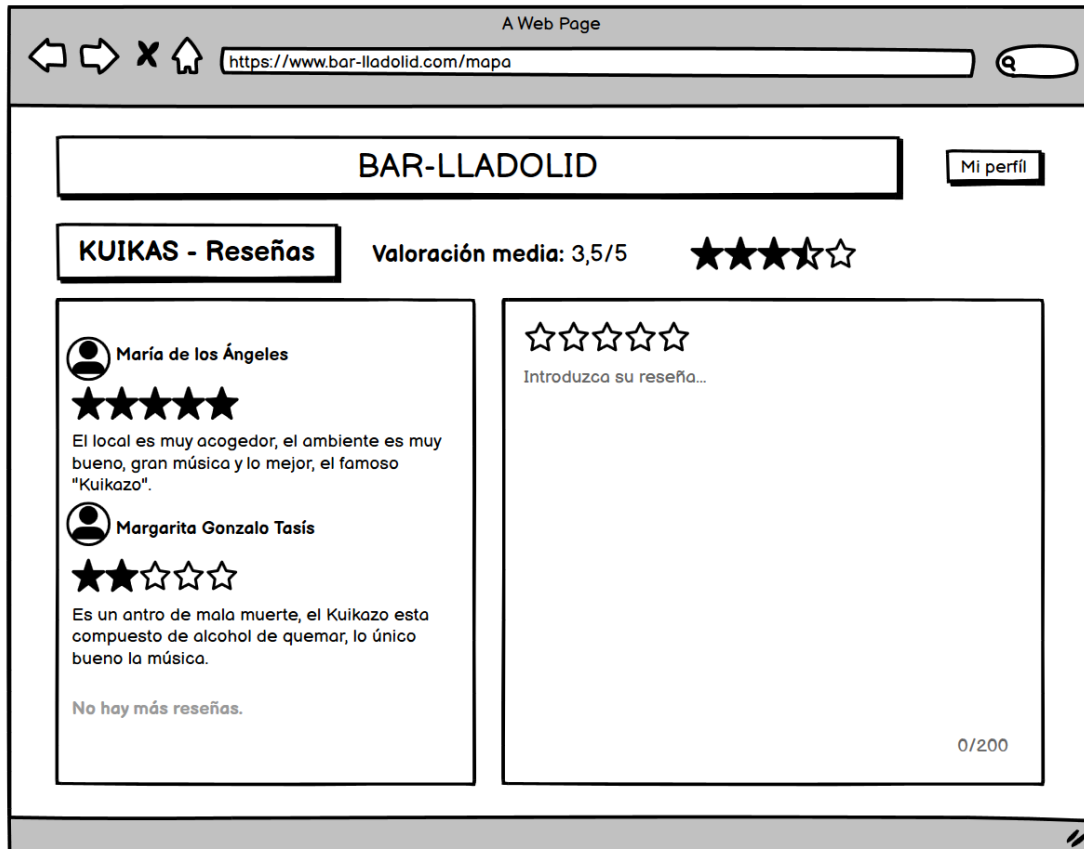 A Web Page
https://www.bar-lladolid.com/mapa
BAR-LLADOLID
Mi perfíl
KUIKAS - Reseñas
Valoración media: 3,5/5
María de los Ángeles
El local es muy acogedor, el ambiente es muy
bueno, gran música y lo mejor, el famoso
"Kuikazo".
Margarita Gonzalo Tasís
Es un antro de mala muerte, el Kuikazo esta
compuesto de alcohol de quemar, lo único
bueno la música.
No hay más reseñas.
Introduzca su reseña...
0/200